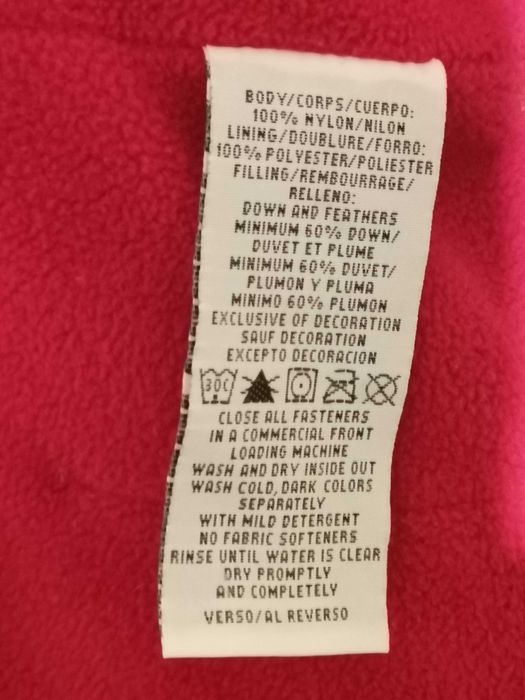 BODY/CORPS/CUERPO:
100% NYLON/NILON
LINING/DOUBLURE/FORRO:
100% POLYESTER/POLIESTER
FILLING/REMBOURRAGE/
RELLENO:
DOWN AND FEATHERS
MINIMUM 60% DOWN/
DUVET ET PLUME
MINIMUM 60% DUVET/
PLUMON Y PLUMA
MINIMO 60% PLUMON
EXCLUSIVE OF DECORATION
SAUF DECORATION
EXCEPTO DECORACION
30C
CLOSE ALL FASTENERS
IN A COMMERCIAL FRONT
LOADING MACHINE
WASH AND DRY INSIDE OUT
WASH COLD, DARK COLORS
SEPARATELY
WITH MILD DETERGENT
NO FABRIC SOFTENERS
RINSE UNTIL WATER IS CLEAR
DRY PROMPTLY
AND COMPLETELY
VERSO/AL REVERSO